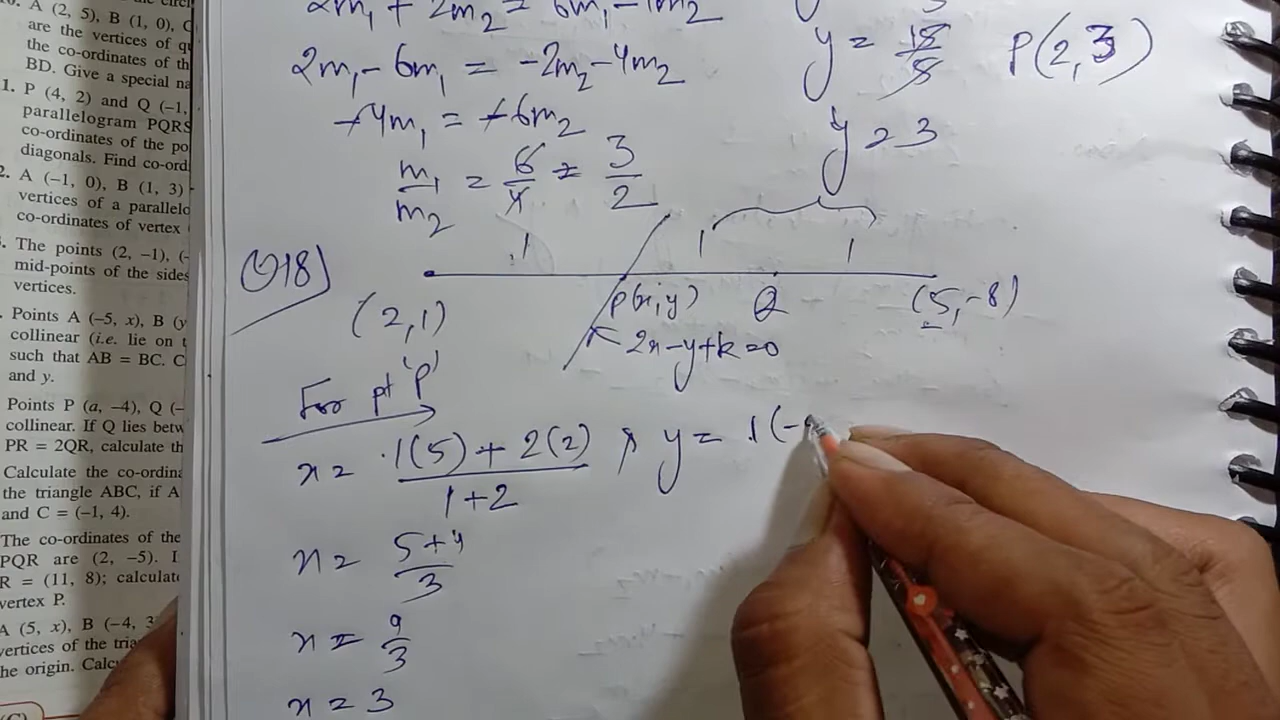 A (2, 5), B (1, 0), C
are the vertices of
the co-ordinates of th
BD. Give a special na
1. P (4, 2) and Q (−1,
parallelogram PQRS
co-ordinates of the po
diagonals. Find co-ord
2. A (−1, 0), B (1, 3)
vertices of a parallelo
co-ordinates of vertex
The points (2, −1), (−
mid-points of the sides
vertices.
Points A (−5, x), B (y
collinear (i.e. lie on t
such that AB = BC. C
and y.
Points P (a, −4), Q (−
collinear. If Q lies betw
PR = 2QR, calculate th
Calculate the co-ordina
the triangle ABC, if A
and C = (−1, 4).
The co-ordinates of the
PQR are (2, −5). I
R = (11, 8); calculate
vertex P.
A (5, x), B (−4, 3
vertices of the tria
he origin. Calc
2m₁ - 6m₁ = -2m₂ - 4m₂
-4m₁ = -6m₂
m₁/m₂ = 6/4 = 3/2
y = 18/5
P(2, 3)
y = 3
Q18)
1 1 1
(2,1) P(x,y) Q (5,-8)
2x-y+k=0
For pt 'P'
x = 1(5) + 2(2) / 1+2 , y = 1(-
x = 5+4 / 3
x = 9/3
x = 3